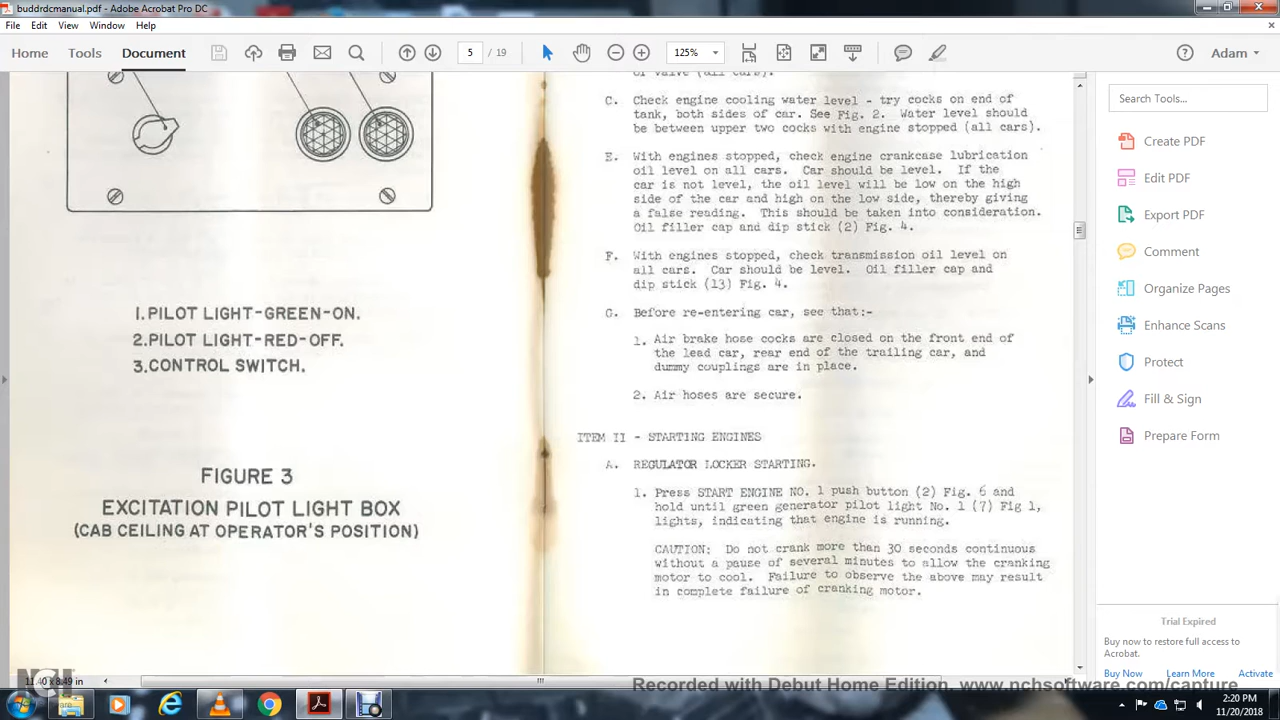 buddrdcmanual.pdf - Adobe Acrobat Pro DC
File Edit View Window Help
Home Tools Document 5 / 19 125% Adam
or valve (all cars).
C. Check engine cooling water level - try cocks on end of
tank, both sides of car. See Fig. 2. Water level should
be between upper two cocks with engine stopped (all cars).
E. With engines stopped, check engine crankcase lubrication
oil level on all cars. Car should be level. If the
car is not level, the oil level will be low on the high
side of the car and high on the low side, thereby giving
a false reading. This should be taken into consideration.
Oil filler cap and dip stick (2) Fig. 4.
F. With engines stopped, check transmission oil level on
all cars. Car should be level. Oil filler cap and
dip stick (13) Fig. 4.
G. Before re-entering car, see that:-
1. Air brake hose cocks are closed on the front end of
the lead car, rear end of the trailing car, and
dummy couplings are in place.
2. Air hoses are secure.
ITEM II - STARTING ENGINES
A. REGULATOR LOCKER STARTING.
1. Press START ENGINE NO. 1 push button (2) Fig. 6 and
hold until green generator pilot light No. 1 (7) Fig 1,
lights, indicating that engine is running.
CAUTION: Do not crank more than 30 seconds continuous
without a pause of several minutes to allow the cranking
motor to cool. Failure to observe the above may result
in complete failure of cranking motor.
1.PILOT LIGHT-GREEN-ON.
2.PILOT LIGHT-RED-OFF.
3.CONTROL SWITCH.
FIGURE 3
EXCITATION PILOT LIGHT BOX
(CAB CEILING AT OPERATOR'S POSITION)
Search Tools...
Create PDF
Edit PDF
Export PDF
Comment
Organize Pages
Enhance Scans
Protect
Fill & Sign
Prepare Form
Trial Expired
Buy now to restore full access to
Acrobat.
Buy Now Learn More Activate
11.40 x 8.49 in
Recorded with Debut Home Edition. www.nchsoftware.com/capture
2:20 PM
11/20/2018